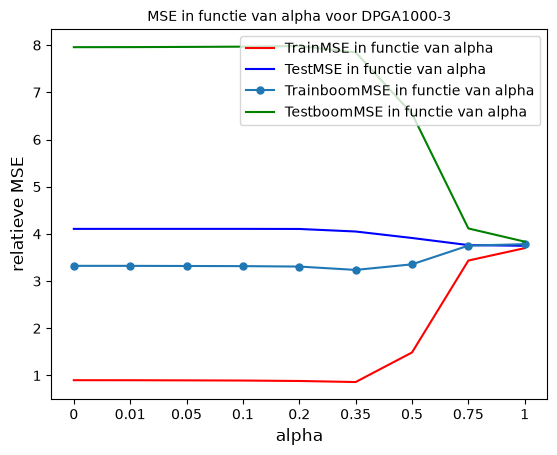 MSE in functie van alpha voor DPGA1000-3
TrainMSE in functie van alpha
TestMSE in functie van alpha
TrainboomMSE in functie van alpha
TestboomMSE in functie van alpha
relatieve MSE
8
7
6
5
4
3
2
1
0 0.01 0.05 0.1 0.2 0.35 0.5 0.75 1
alpha